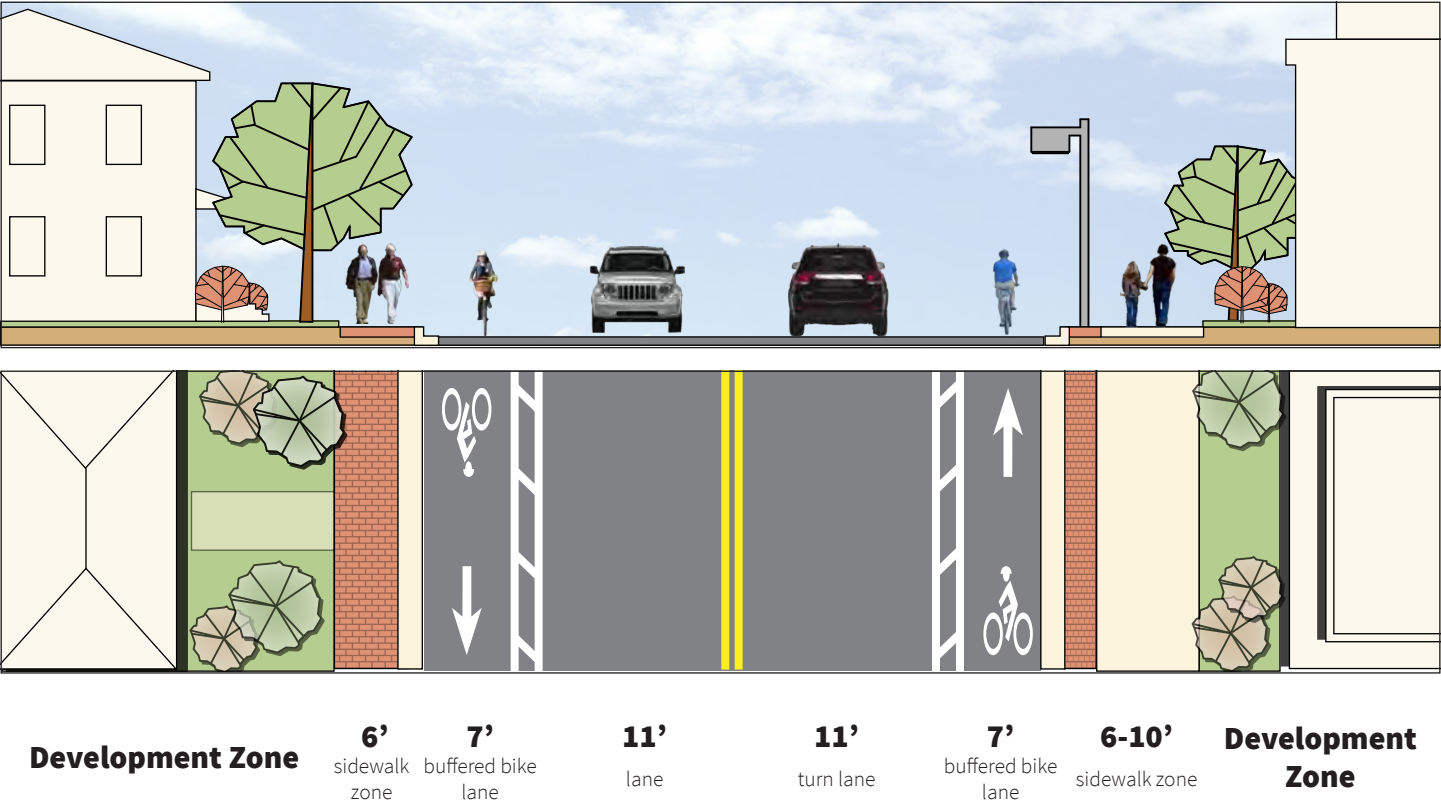 Development Zone
6’
sidewalk
zone
7’
buffered bike
lane
11’
lane
11’
turn lane
7’
buffered bike
lane
6-10’
sidewalk zone
Development
Zone